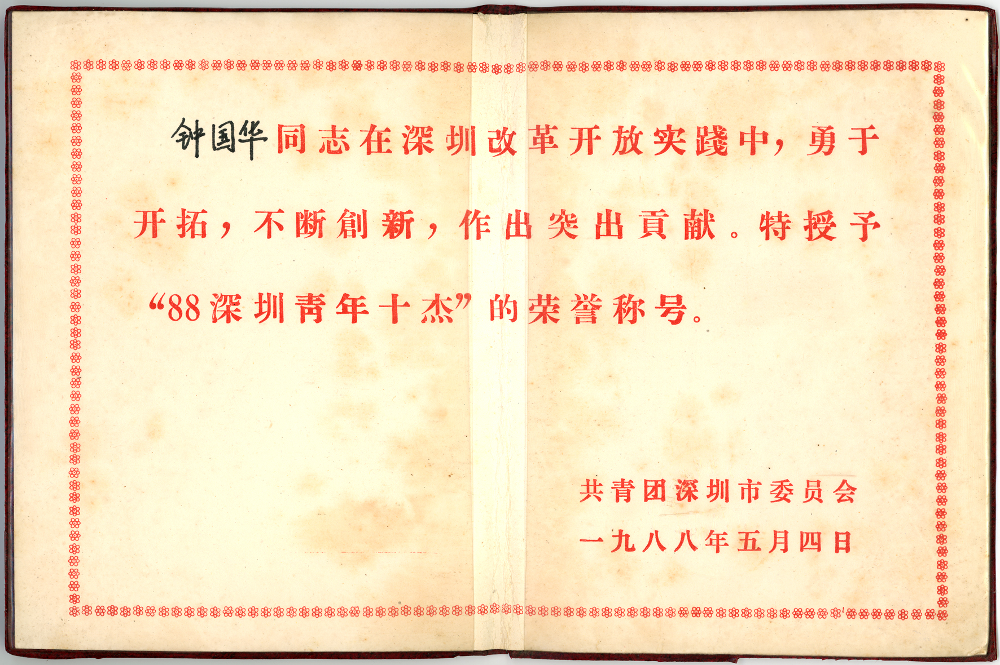 钟国华同志在深圳改革开放实践中，勇于
开拓，不断創新，作出突出貢献。特授予
“88深圳青年十杰”的荣誉称号。
共青团深圳市委员会
一九八八年五月四日